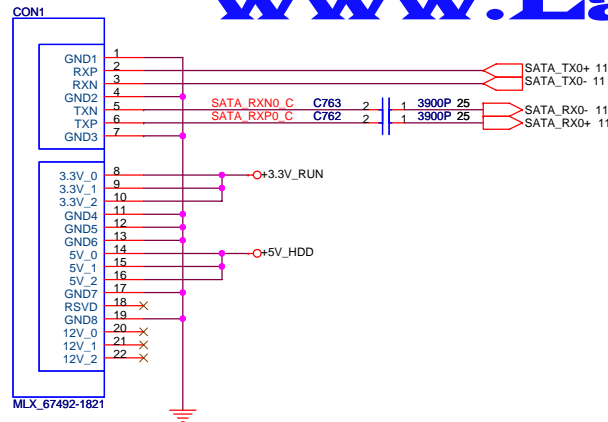 CON1
GND1 1
RXP 2 SATA_TX0+ 11
RXN 3 SATA_TX0- 11
GND2 4
TXN 5 SATA_RXN0_C C763 2 1 3900P 25 SATA_RX0- 11
TXP 6 SATA_RXP0_C C762 2 1 3900P 25 SATA_RX0+ 11
GND3 7
3.3V_0 8 +3.3V_RUN
3.3V_1 9
3.3V_2 10
GND4 11
GND5 12
GND6 13
5V_0 14 +5V_HDD
5V_1 15
5V_2 16
GND7 17
RSVD 18
GND8 19
12V_0 20
12V_1 21
12V_2 22
MLX_67492-1821